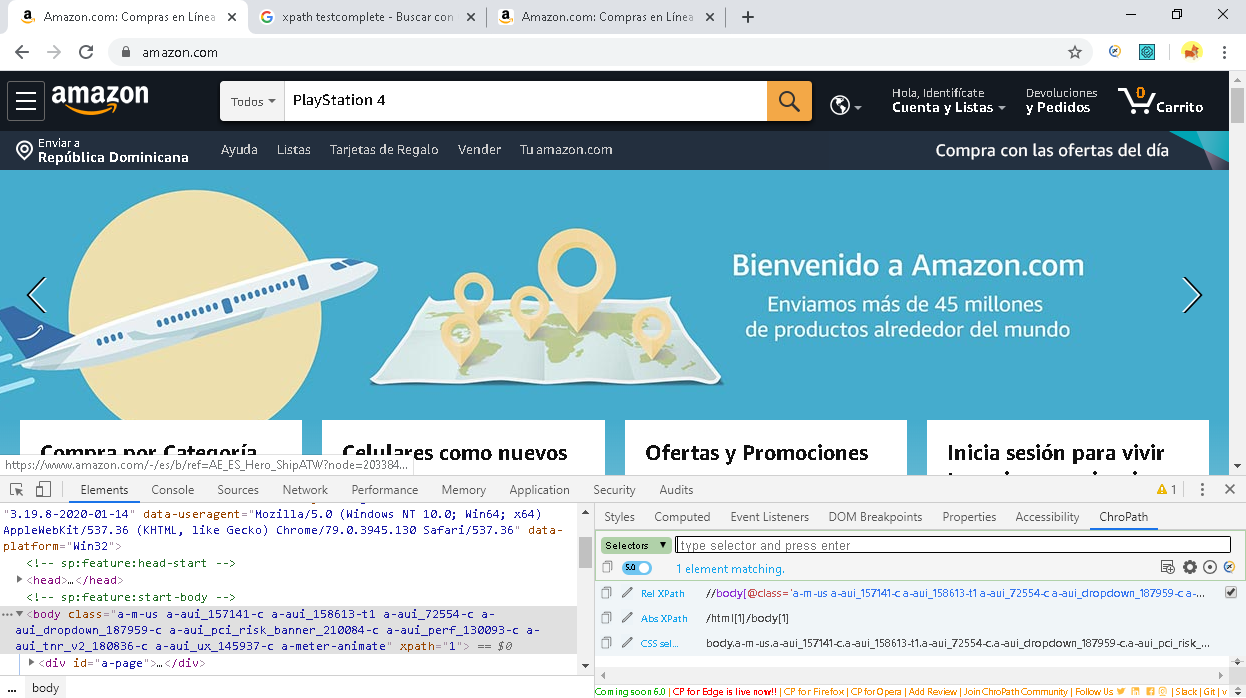 Amazon.com: Compras en Línea
xpath testcomplete - Buscar con
Amazon.com: Compras en Línea
amazon.com
amazon
Todos
PlayStation 4
Hola, Identifícate
Cuenta y Listas
Devoluciones
y Pedidos
0
Carrito
Enviar a
República Dominicana
Ayuda
Listas
Tarjetas de Regalo
Vender
Tu amazon.com
Compra con las ofertas del día
Bienvenido a Amazon.com
Enviamos más de 45 millones
de productos alrededor del mundo
Compra por Categoría
Celulares como nuevos
Ofertas y Promociones
Inicia sesión para vivir
https://www.amazon.com/-/es/b/ref=AE_ES_Hero_ShipATW?node=203384...
Elements Console Sources Network Performance Memory Application Security Audits
1
"3.19.8-2020-01-14" data-useragent="Mozilla/5.0 (Windows NT 10.0; Win64; x64)
AppleWebKit/537.36 (KHTML, like Gecko) Chrome/79.0.3945.130 Safari/537.36" data-
platform="Win32">
<!-- sp:feature:head-start -->
<head>…</head>
<!-- sp:feature:start-body -->
<body class="a-m-us a-aui_157141-c a-aui_158613-t1 a-aui_72554-c a-
aui_dropdown_187959-c a-aui_pci_risk_banner_210084-c a-aui_perf_130093-c a-
aui_tnr_v2_180836-c a-aui_ux_145937-c a-meter-animate" xpath="1"> == $0
<div id="a-page">…</div>
... body
Styles Computed Event Listeners DOM Breakpoints Properties Accessibility ChroPath
Selectors
type selector and press enter
5.0
1 element matching.
Rel XPath
//body[@class='a-m-us a-aui_157141-c a-aui_158613-t1 a-aui_72554-c a-aui_dropdown_187959-c a-...
Abs XPath
/html[1]/body[1]
CSS sel...
body.a-m-us.a-aui_157141-c.a-aui_158613-t1.a-aui_72554-c.a-aui_dropdown_187959-c.a-aui_pci_risk_...
Coming soon 6.0 | CP for Edge is live now!! | CP for Firefox | CP for Opera | Add Review | Join ChroPath Community | Follow Us | Slack | Git | v